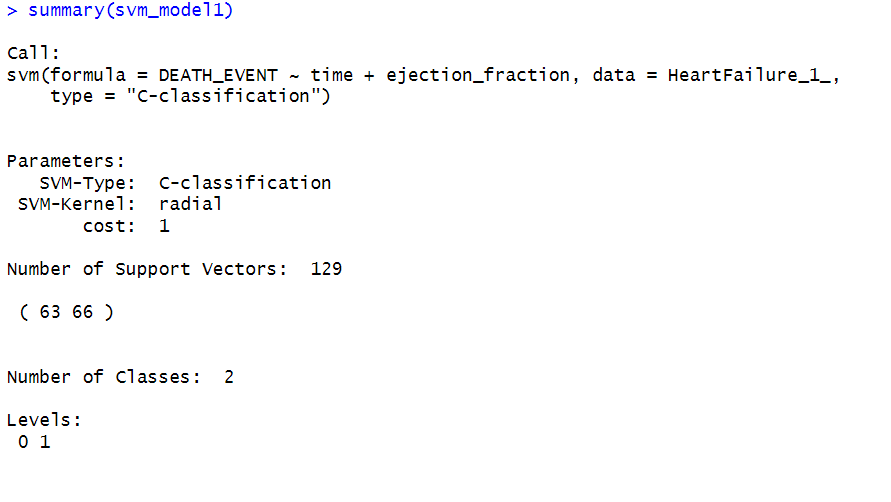 > summary(svm_model1)
Call:
svm(formula = DEATH_EVENT ~ time + ejection_fraction, data = HeartFailure_1_,
    type = "C-classification")
Parameters:
   SVM-Type:  C-classification
 SVM-Kernel:  radial
       cost:  1
Number of Support Vectors:  129
 ( 63 66 )
Number of Classes:  2
Levels:
 0 1